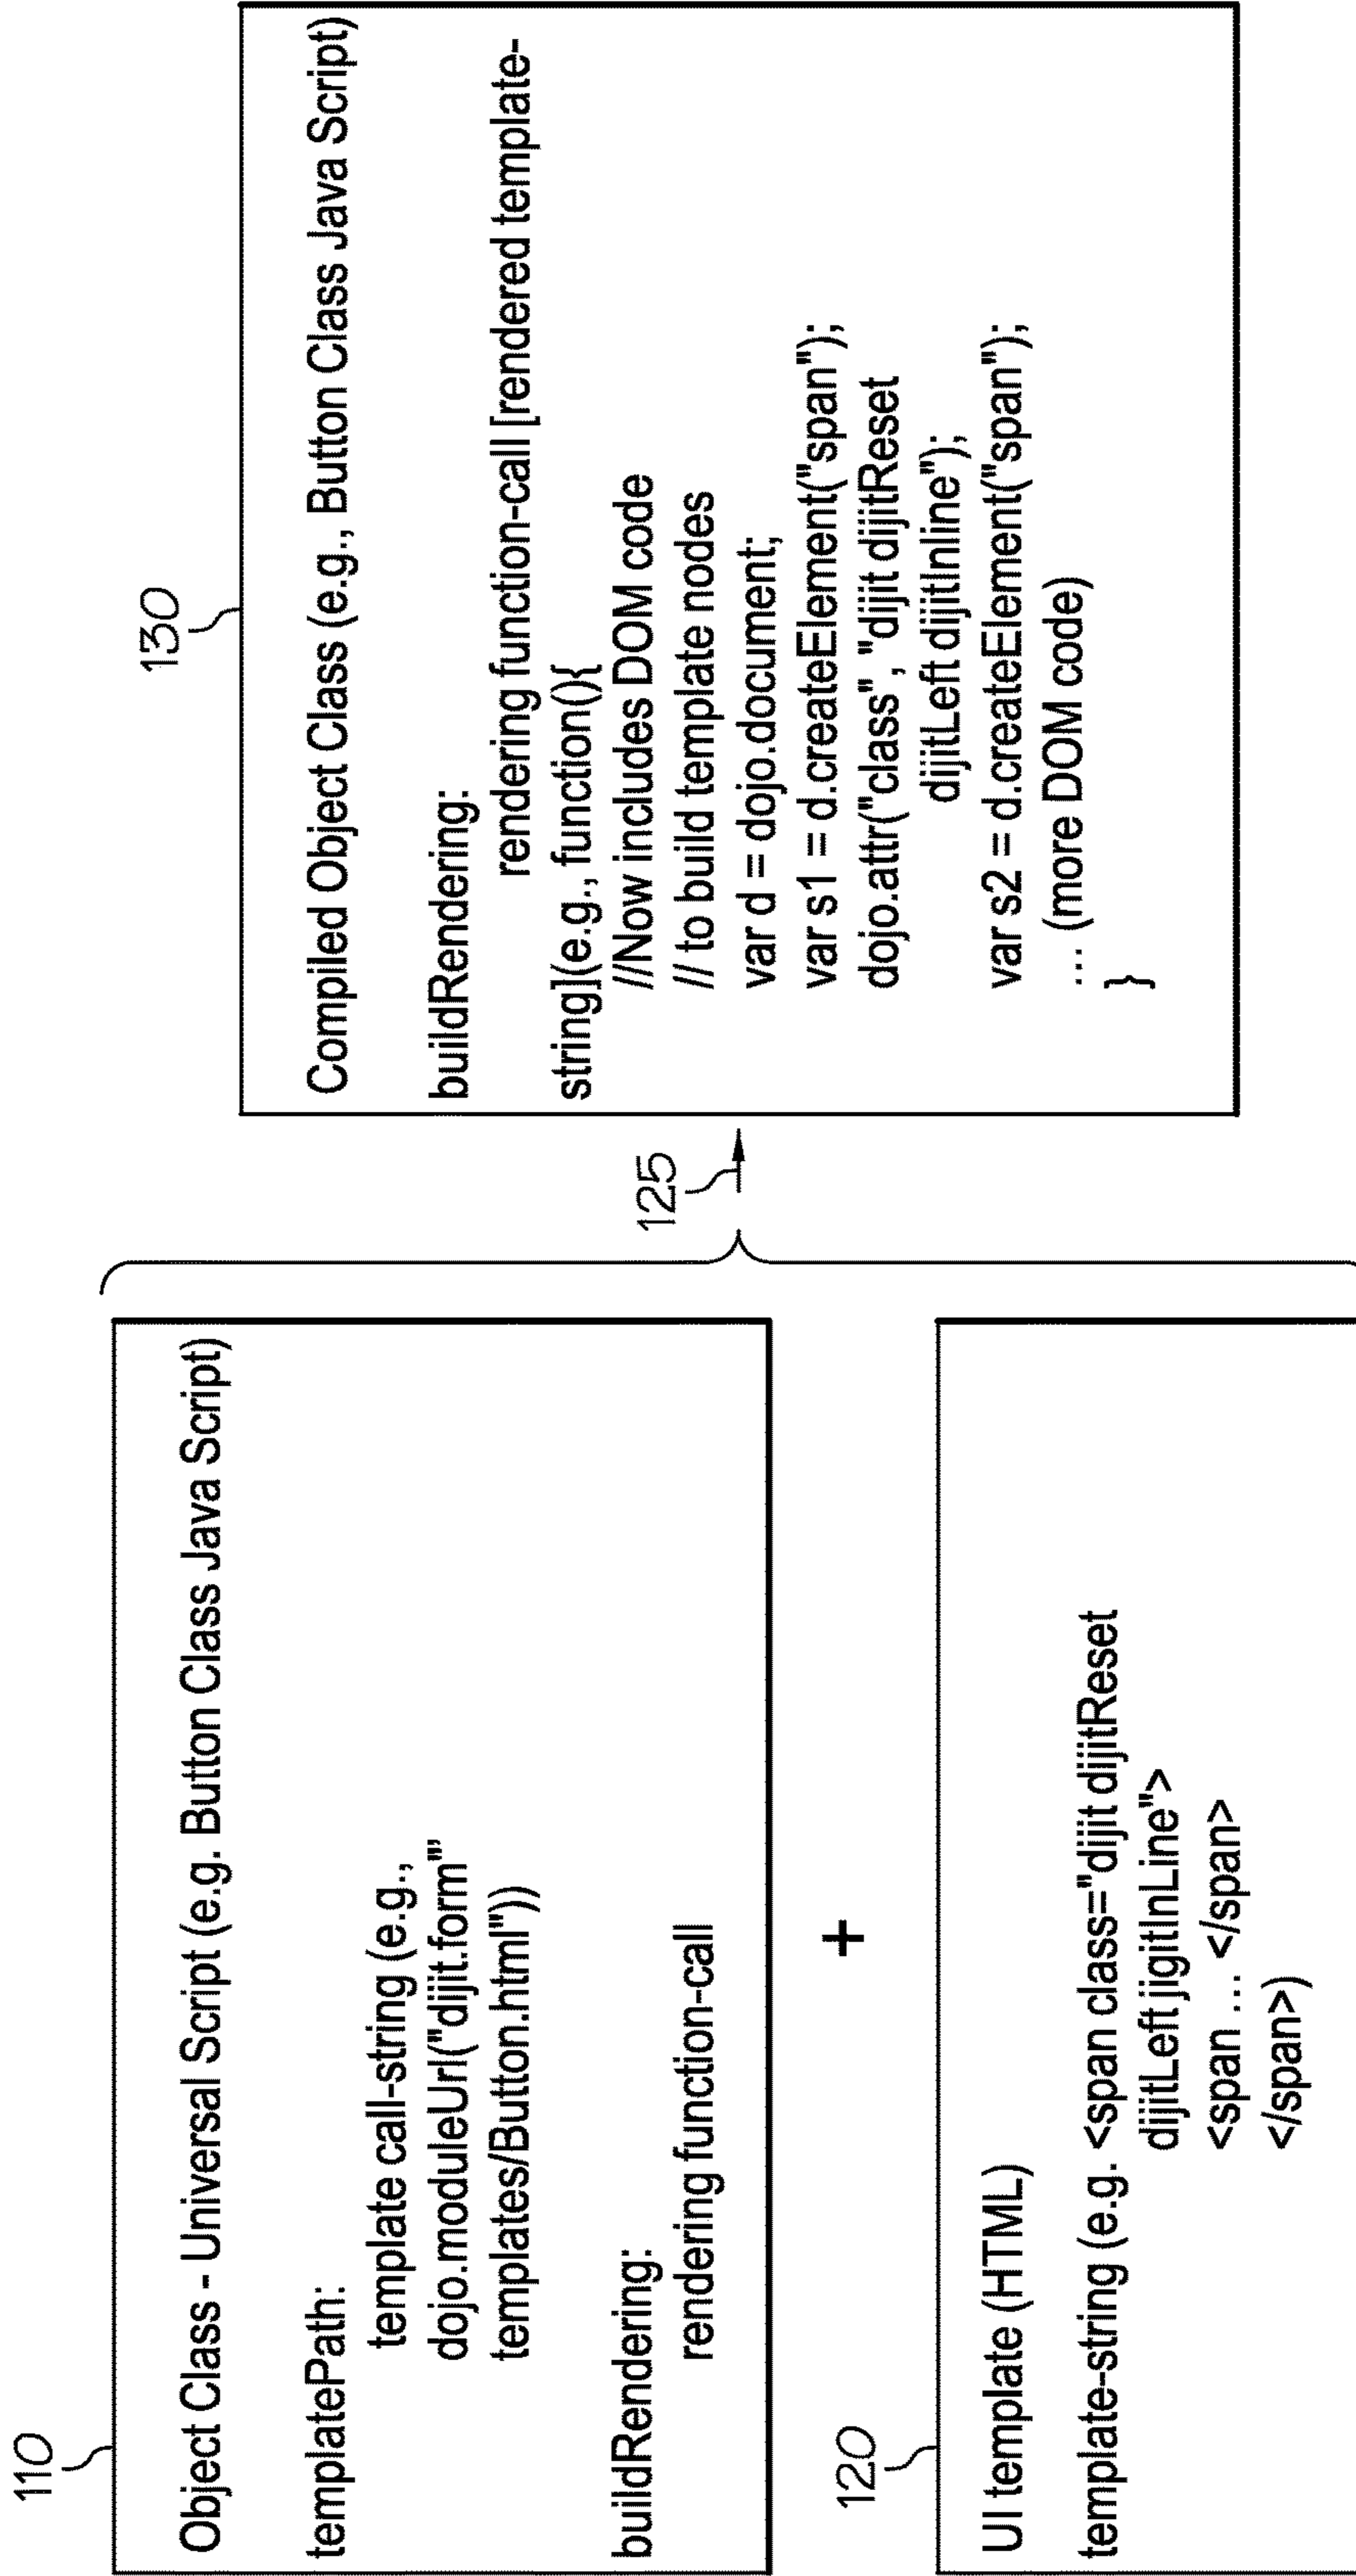 110
Object Class - Universal Script (e.g. Button Class Java Script)
templatePath:
template call-string (e.g.,
dojo.moduleUrl("dijit.form"'
templates/Button.html"))
buildRendering:
rendering function-call
+
120
UI template (HTML)
template-string (e.g. <span class="dijit dijitReset
dijitLeft jigitInLine">
<span ... </span>
</span>)
125
130
Compiled Object Class (e.g., Button Class Java Script)
buildRendering:
rendering function-call [rendered template-
string](e.g., function(){
//Now includes DOM code
// to build template nodes
var d = dojo.document;
var s1 = d.createElement("span");
dojo.attr("class", "dijit dijitReset
dijitLeft dijitInline");
var s2 = d.createElement("span");
... (more DOM code)
}